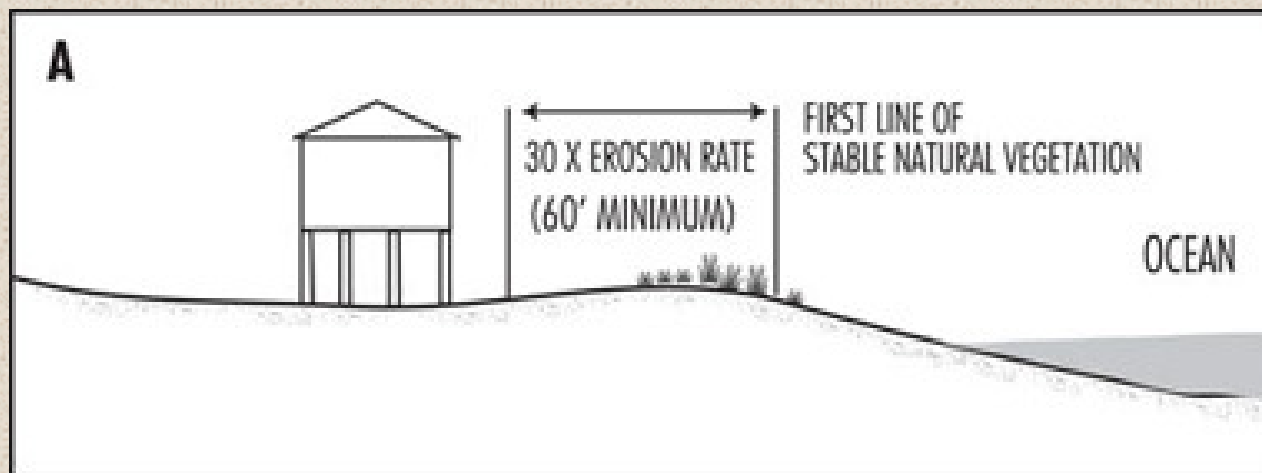 A
30 X EROSION RATE
(60' MINIMUM)
FIRST LINE OF
STABLE NATURAL VEGETATION
OCEAN